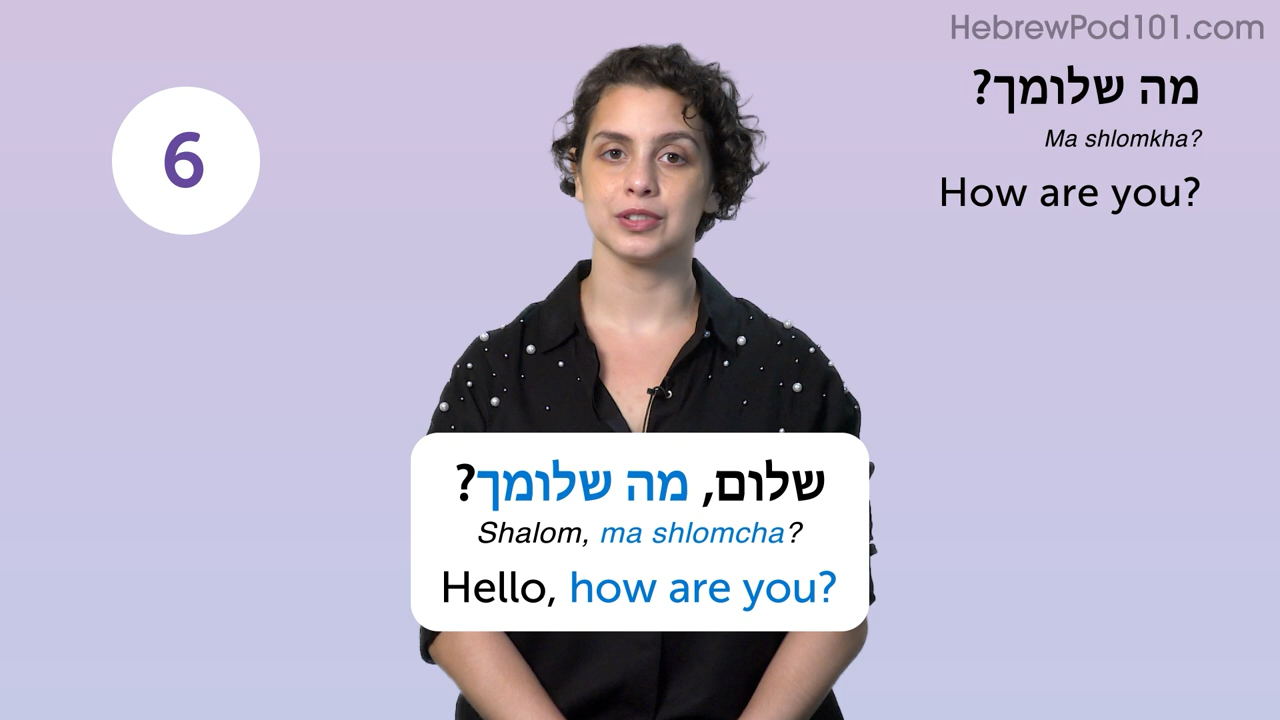 HebrewPod101.com
6
מה שלומך?
Ma shlomkha?
How are you?
שלום, מה שלומך?
Shalom, ma shlomcha?
Hello, how are you?